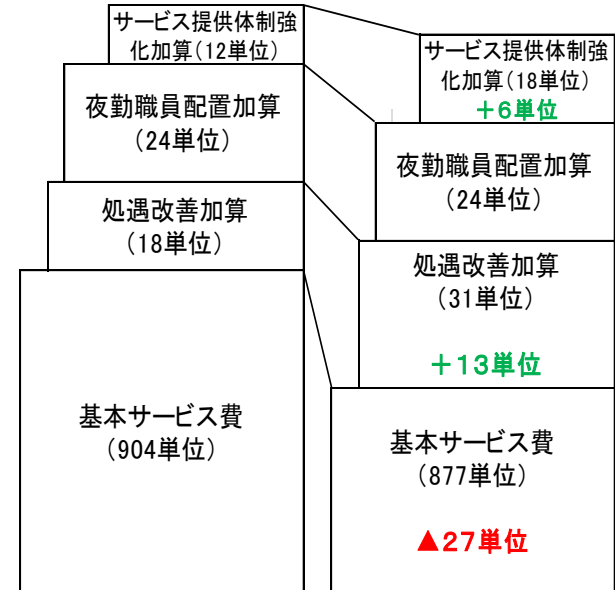 サービス提供体制強
化加算(12単位)
夜勤職員配置加算
(24単位)
処遇改善加算
(18単位)
基本サービス費
(904単位)
サービス提供体制強
化加算(18単位)
+6単位
夜勤職員配置加算
(24単位)
処遇改善加算
(31単位)
+13単位
基本サービス費
(877単位)
▲27単位